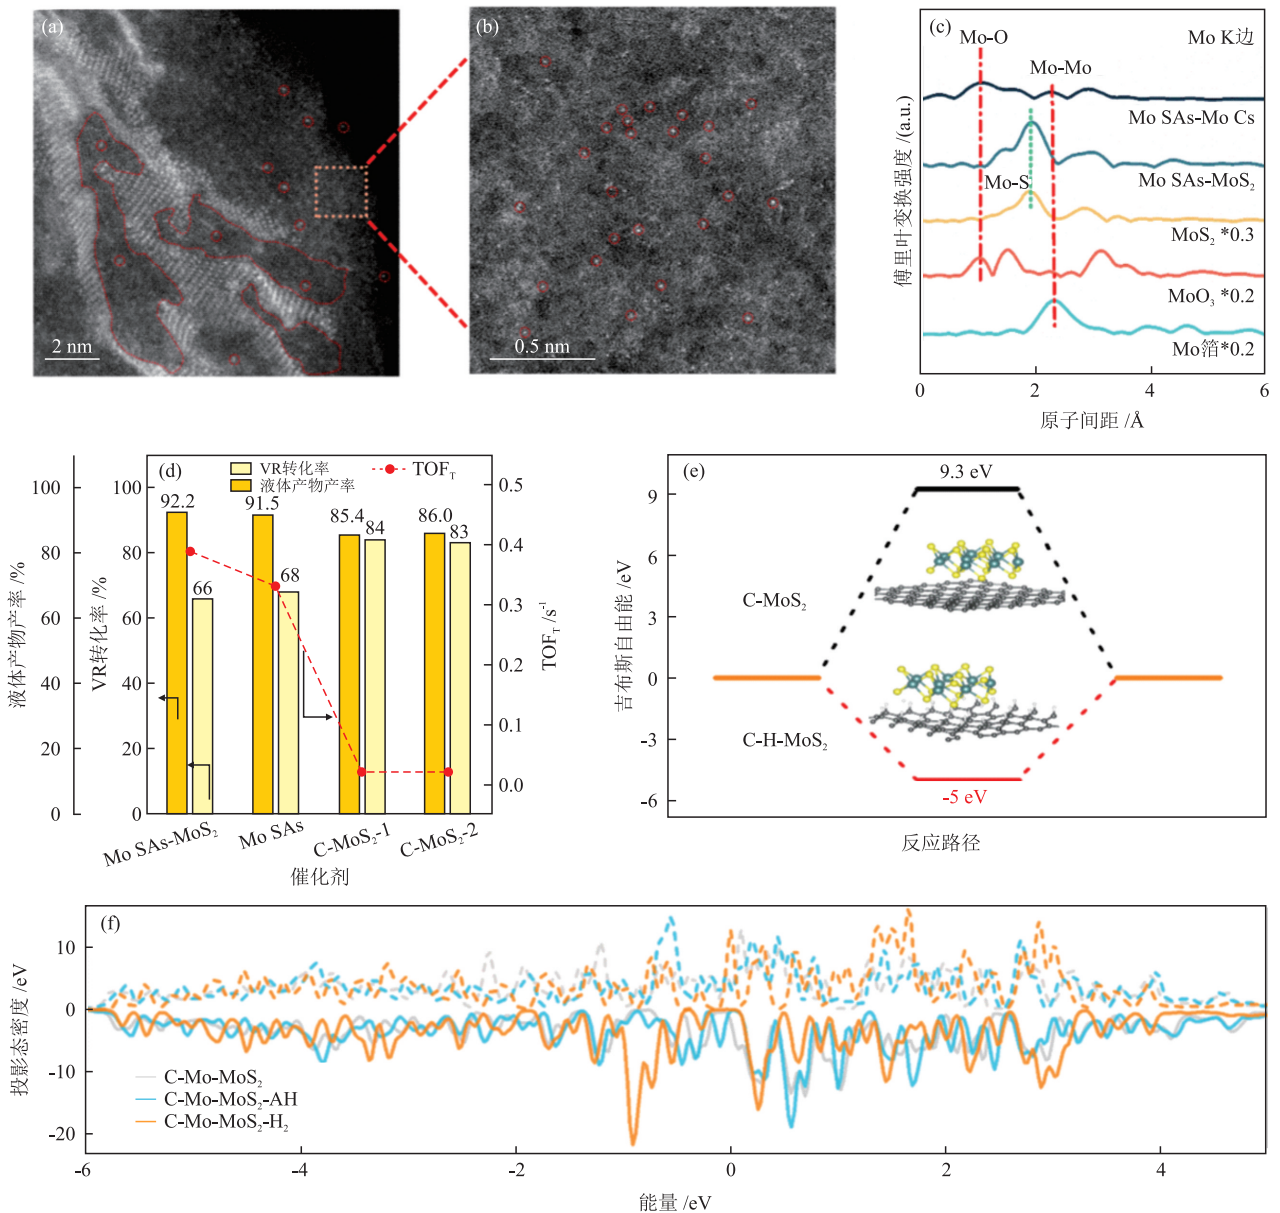 (a)
2 nm
(b)
0.5 nm
(c)
Mo K边
Mo-O
Mo-Mo
Mo SAs-Mo Cs
Mo SAs-MoS₂
Mo-S
MoS₂ *0.3
MoO₃ *0.2
Mo箔*0.2
傅里叶变换强度 /(a.u.)
0 2 4 6
原子间距 /Å
(d)
VR转化率
液体产物产率
TOF_T
液体产物产率 /%
100
80
60
40
20
0
VR转化率 /%
100
80
60
40
20
0
92.2
66
91.5
68
85.4
84
86.0
83
0.5
0.4
0.3
0.2
0.1
0.0
TOF_T /s⁻¹
Mo SAs-MoS₂
Mo SAs
C-MoS₂-1
C-MoS₂-2
催化剂
(e)
9.3 eV
吉布斯自由能 /eV
9
6
3
0
-3
-6
C-MoS₂
C-H-MoS₂
-5 eV
反应路径
(f)
投影态密度 /eV
10
0
-10
-20
C-Mo-MoS₂
C-Mo-MoS₂-AH
C-Mo-MoS₂-H₂
-6 -4 -2 0 2 4
能量 /eV